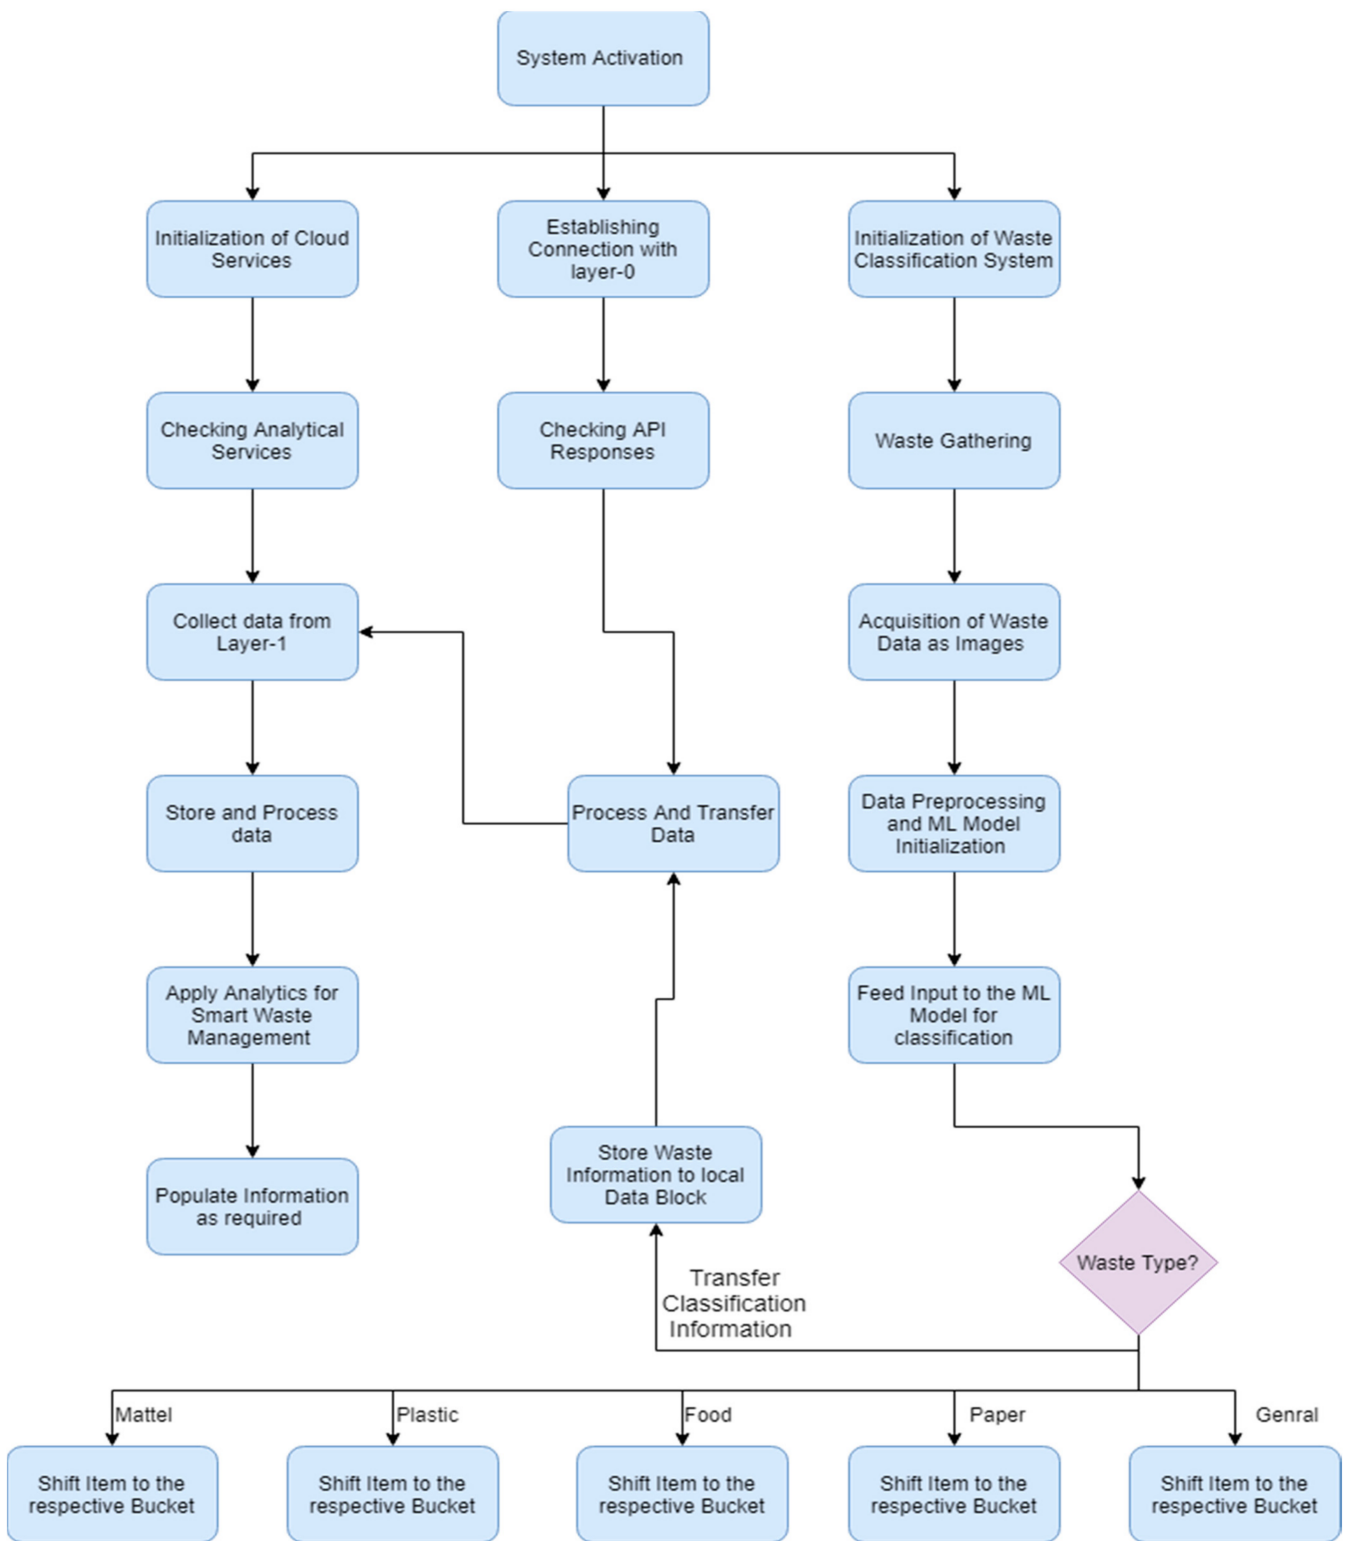 System Activation
Initialization of Cloud
Services
Establishing
Connection with
layer-0
Initialization of Waste
Classification System
Checking Analytical
Services
Checking API
Responses
Waste Gathering
Collect data from
Layer-1
Acquisition of Waste
Data as Images
Store and Process
data
Process And Transfer
Data
Data Preprocessing
and ML Model
Initialization
Apply Analytics for
Smart Waste
Management
Feed Input to the ML
Model for
classification
Populate Information
as required
Store Waste
Information to local
Data Block
Waste Type?
Transfer
Classification
Information
Mattel
Plastic
Food
Paper
Genral
Shift Item to the
respective Bucket
Shift Item to the
respective Bucket
Shift Item to the
respective Bucket
Shift Item to the
respective Bucket
Shift Item to the
respective Bucket